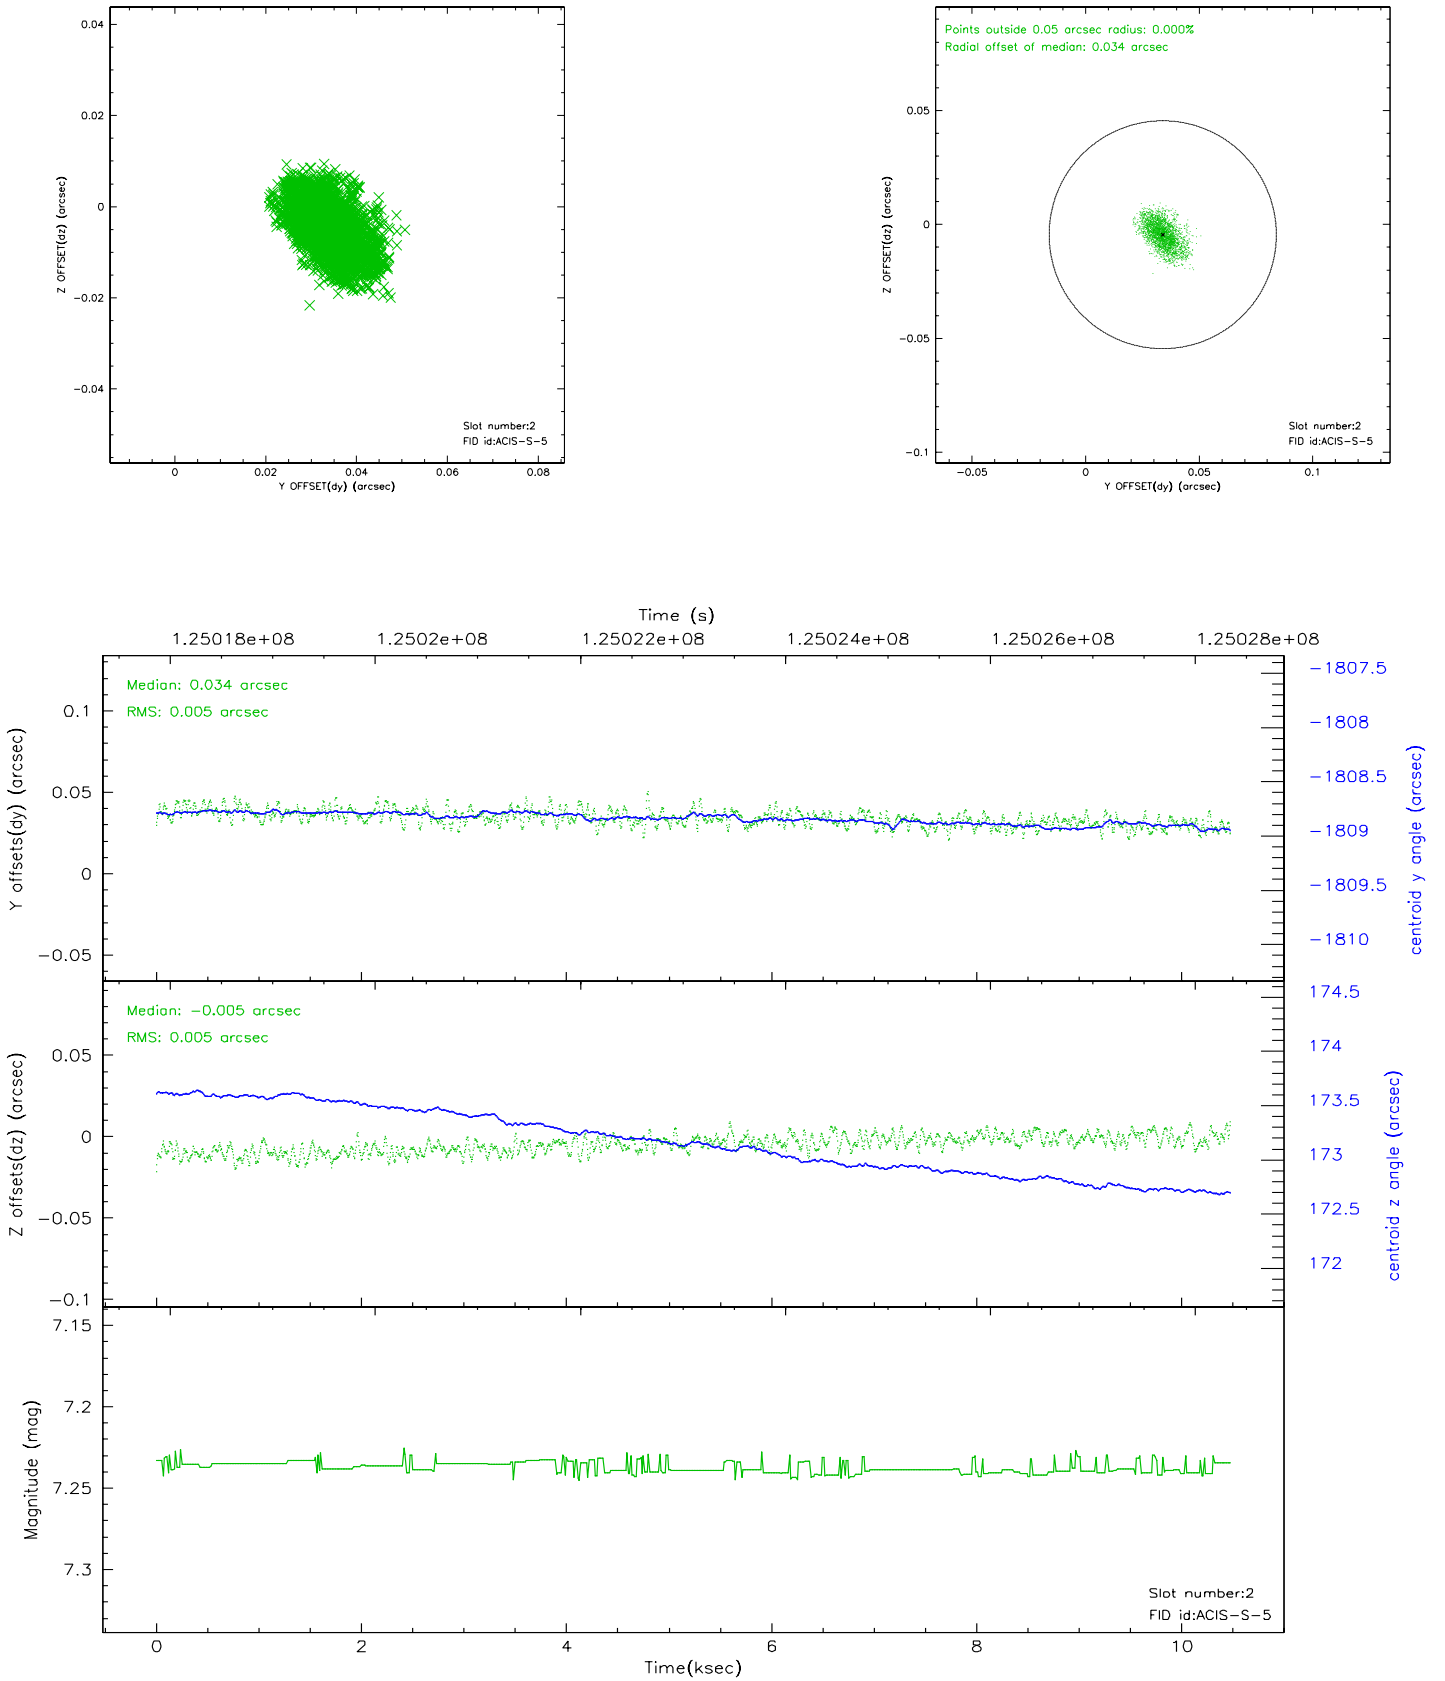 0.04
0.02
0
−0.02
−0.04
Z OFFSET(dz) (arcsec)
Slot number:2
FID id:ACIS−S−5
0
0.02
0.04
0.06
0.08
Y OFFSET(dy) (arcsec)
Points outside 0.05 arcsec radius: 0.000%
Radial offset of median: 0.034 arcsec
0.05
0
−0.05
−0.1
Z OFFSET(dz) (arcsec)
Slot number:2
FID id:ACIS−S−5
−0.05
0
0.05
0.1
Y OFFSET(dy) (arcsec)
Time (s)
1.25018e+08
1.2502e+08
1.25022e+08
1.25024e+08
1.25026e+08
1.25028e+08
Median: 0.034 arcsec
RMS: 0.005 arcsec
0.1
0.05
0
−0.05
Y offsets(dy) (arcsec)
−1807.5
−1808
−1808.5
−1809
−1809.5
−1810
centroid y angle (arcsec)
Median: −0.005 arcsec
RMS: 0.005 arcsec
0.05
0
−0.05
−0.1
Z offsets(dz) (arcsec)
174.5
174
173.5
173
172.5
172
centroid z angle (arcsec)
7.15
7.2
7.25
7.3
Magnitude (mag)
Slot number:2
FID id:ACIS−S−5
0
2
4
6
8
10
Time(ksec)